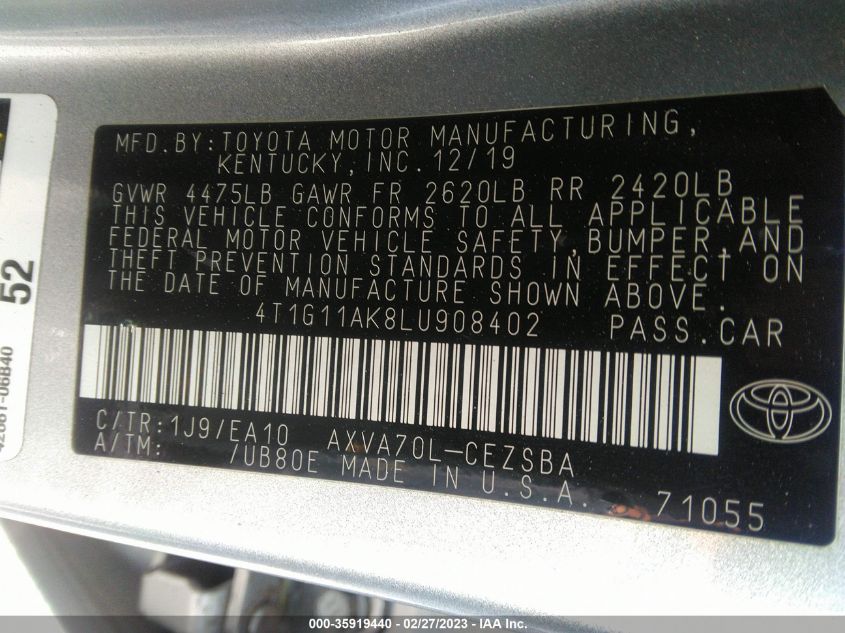 MFD.BY:TOYOTA MOTOR MANUFACTURING,
KENTUCKY,INC.12/19
GVWR 4475LB GAWR FR 2620LB RR 2420LB
THIS VEHICLE CONFORMS TO ALL APPLICABLE
FEDERAL MOTOR VEHICLE SAFETY,BUMPER,AND
THEFT PREVENTION STANDARDS IN EFFECT ON
THE DATE OF MANUFACTURE SHOWN ABOVE.
4T1G11AK8LU908402 PASS.CAR
C/TR:1J9/EA10 AXVA70L-CEZSBA
A/TM: /UB80E MADE IN U.S.A. 71055
52
42661-06B40
000-35919440 - 02/27/2023 - IAA Inc.